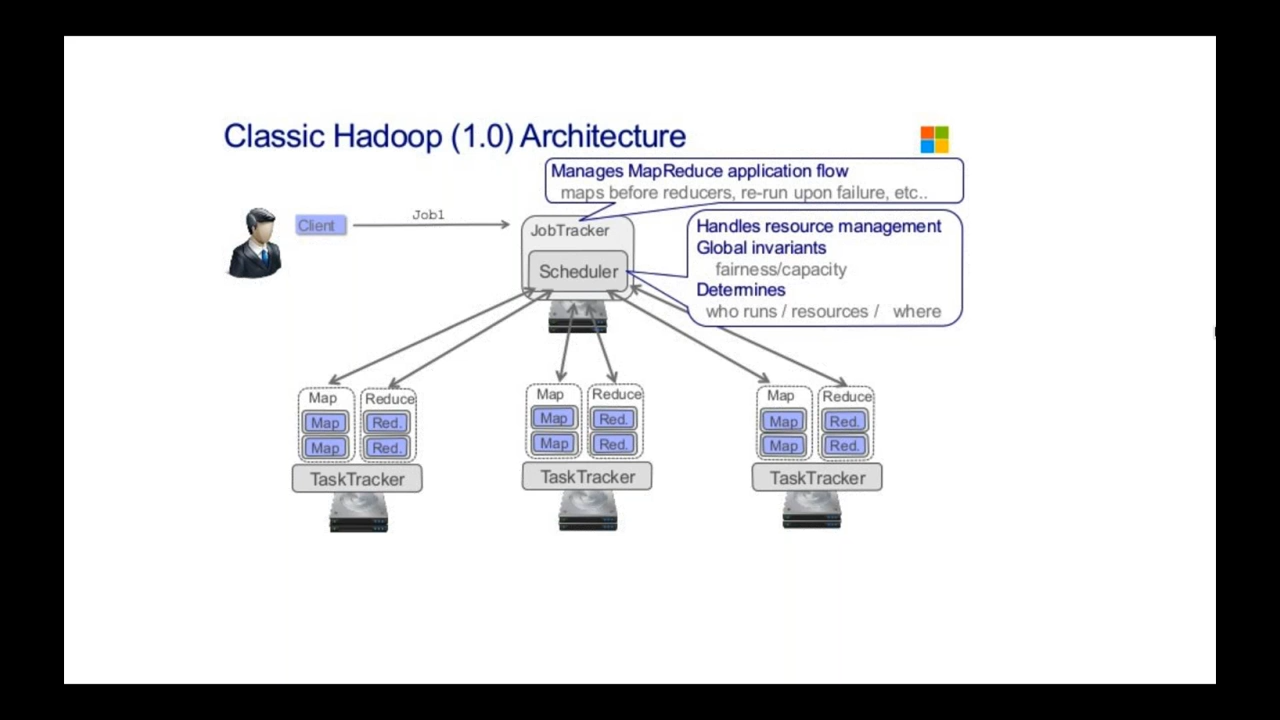 Classic Hadoop (1.0) Architecture
Manages MapReduce application flow
maps before reducers, re-run upon failure, etc..
Client
Job1
JobTracker
Scheduler
Handles resource management
Global invariants
fairness/capacity
Determines
who runs / resources / where
Map
Reduce
Map
Red.
Map
Red.
TaskTracker
Map
Reduce
Map
Red.
Map
Red.
TaskTracker
Map
Reduce
Map
Red.
Map
Red.
TaskTracker